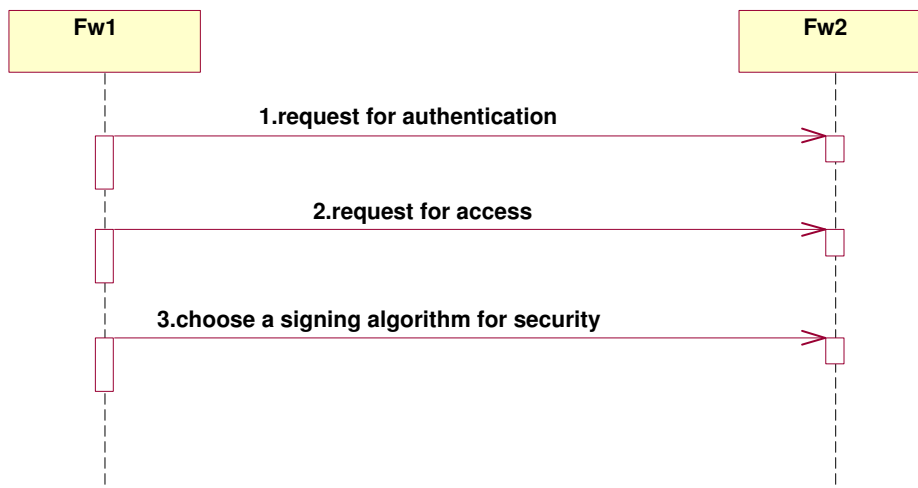 Fw1
Fw2
1.request for authentication
2.request for access
3.choose a signing algorithm for security